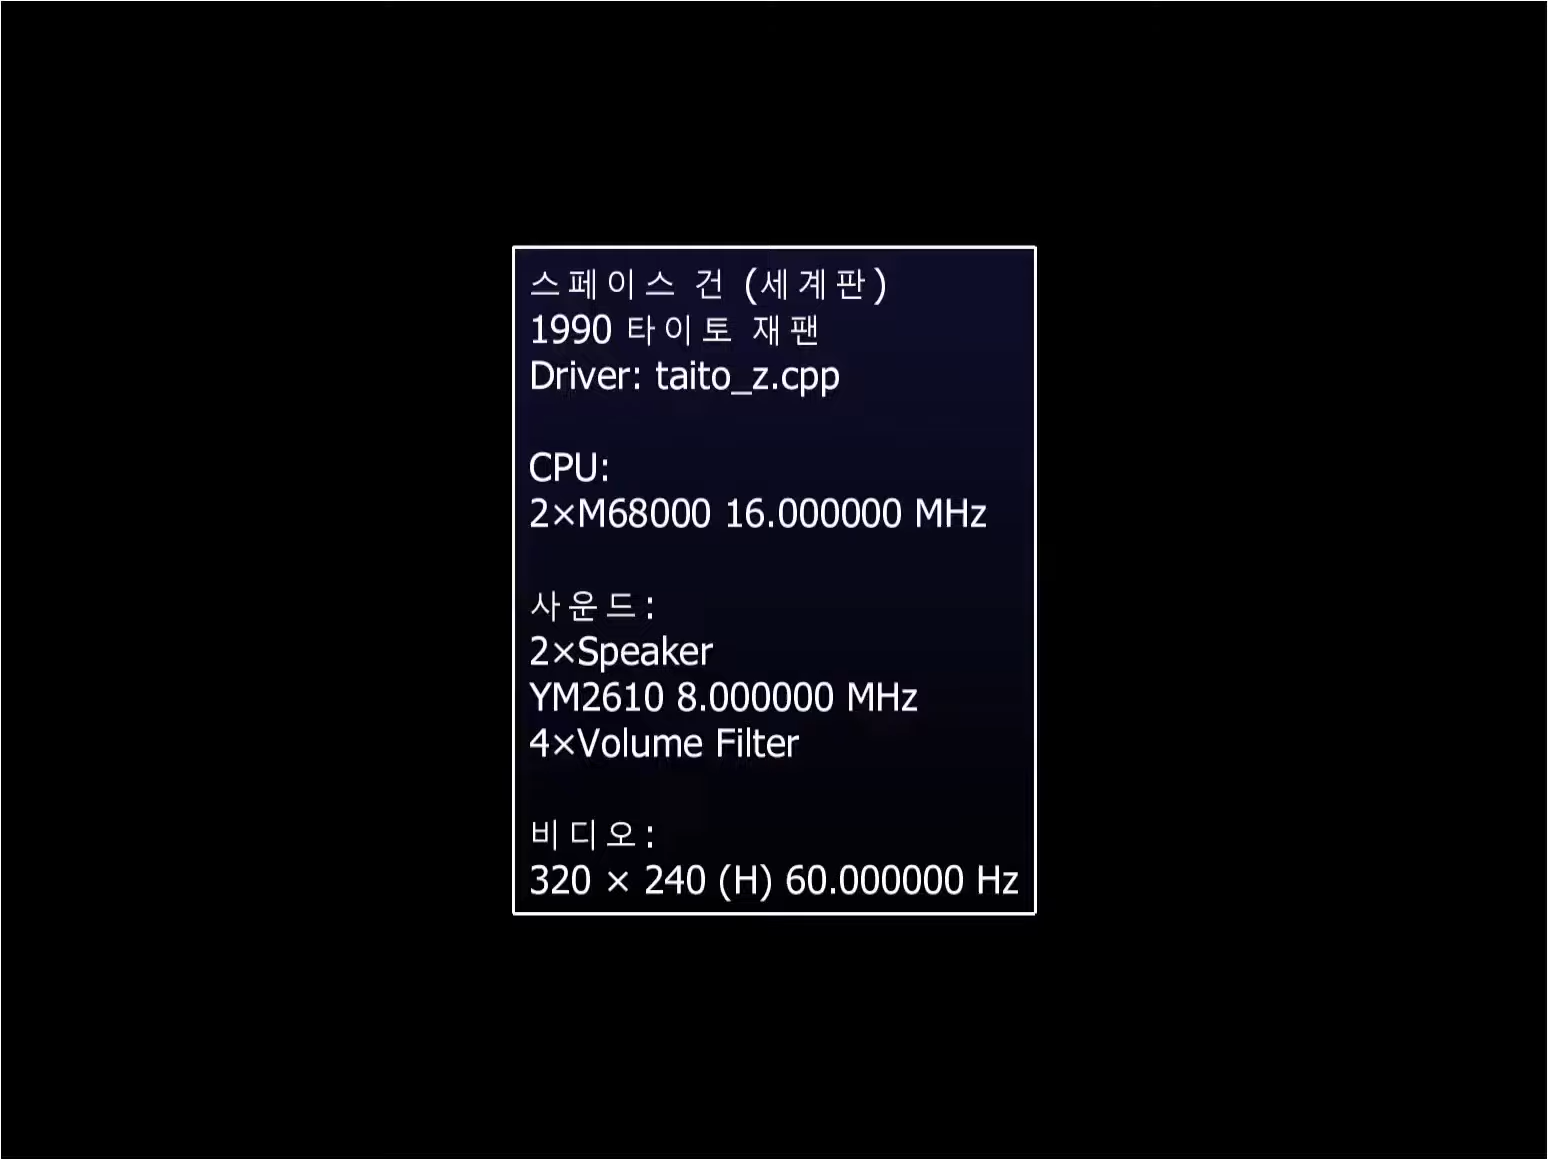 스페이스 건 (세계판)
1990 타이토 재팬
Driver: taito_z.cpp
CPU:
2×M68000 16.000000 MHz
사운드:
2×Speaker
YM2610 8.000000 MHz
4×Volume Filter
비디오:
320 × 240 (H) 60.000000 Hz